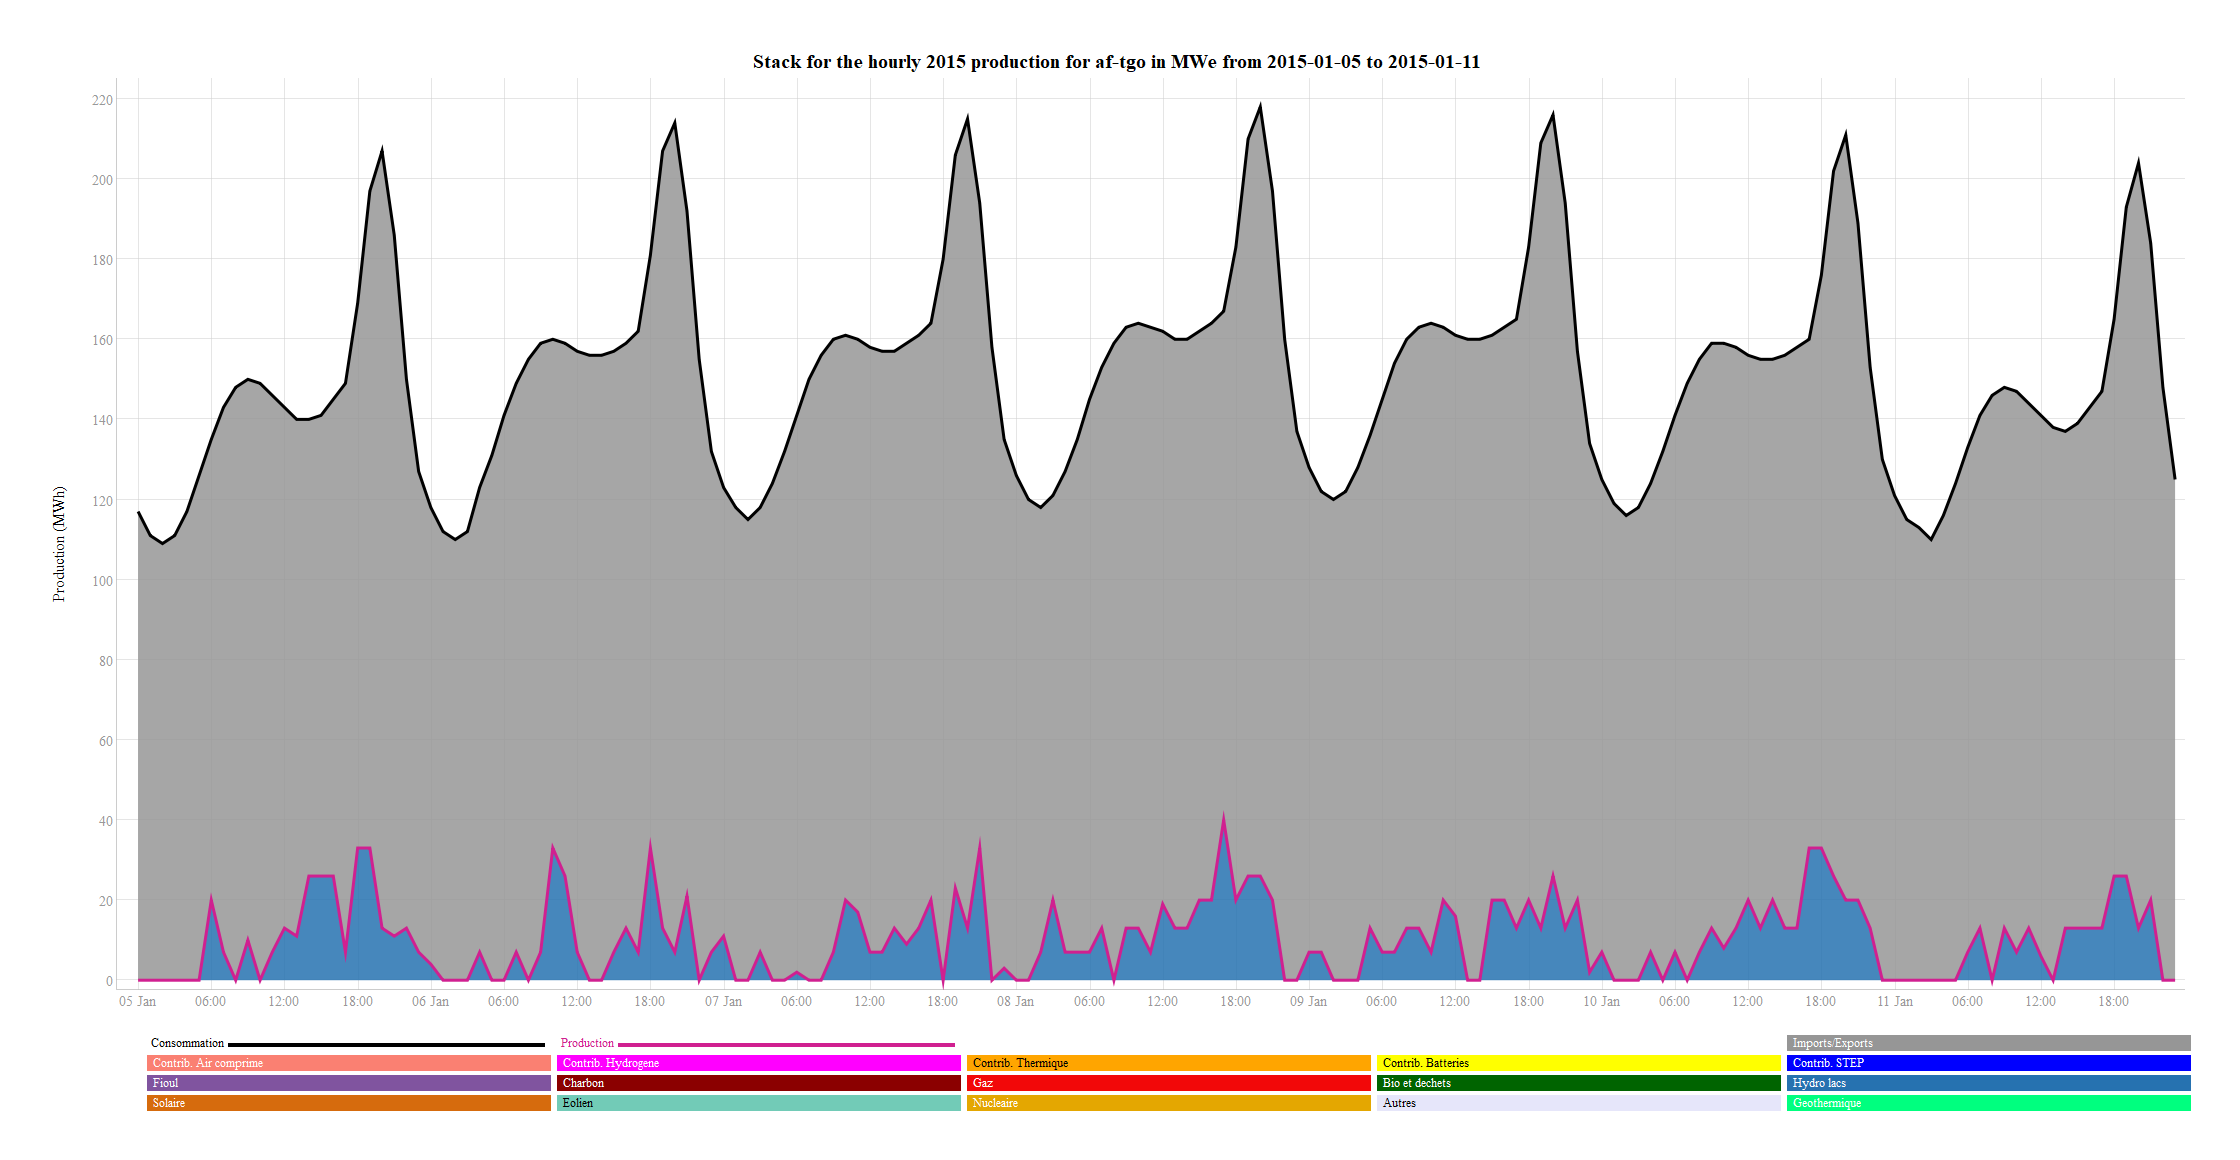 Stack for the hourly 2015 production for af-tgo in MWe from 2015-01-05 to 2015-01-11
Production (MWh)
220
200
180
160
140
120
100
80
60
40
20
0
05 Jan 06:00 12:00 18:00 06 Jan 06:00 12:00 18:00 07 Jan 06:00 12:00 18:00 08 Jan 06:00 12:00 18:00 09 Jan 06:00 12:00 18:00 10 Jan 06:00 12:00 18:00 11 Jan 06:00 12:00 18:00
Consommation Production Imports/Exports
Contrib. Air comprime Contrib. Hydrogene Contrib. Thermique Contrib. Batteries Contrib. STEP
Fioul Charbon Gaz Bio et dechets Hydro lacs
Solaire Eolien Nucleaire Autres Geothermique